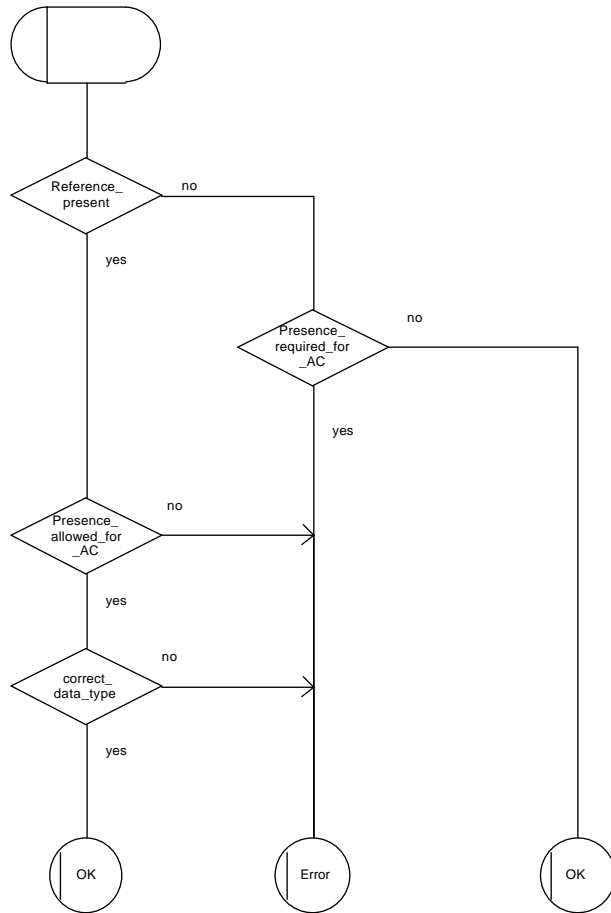 Reference_
present
no
yes
Presence_
required_for
_AC
no
yes
Presence_
allowed_for
_AC
no
yes
correct_
data_type
no
yes
OK
Error
OK